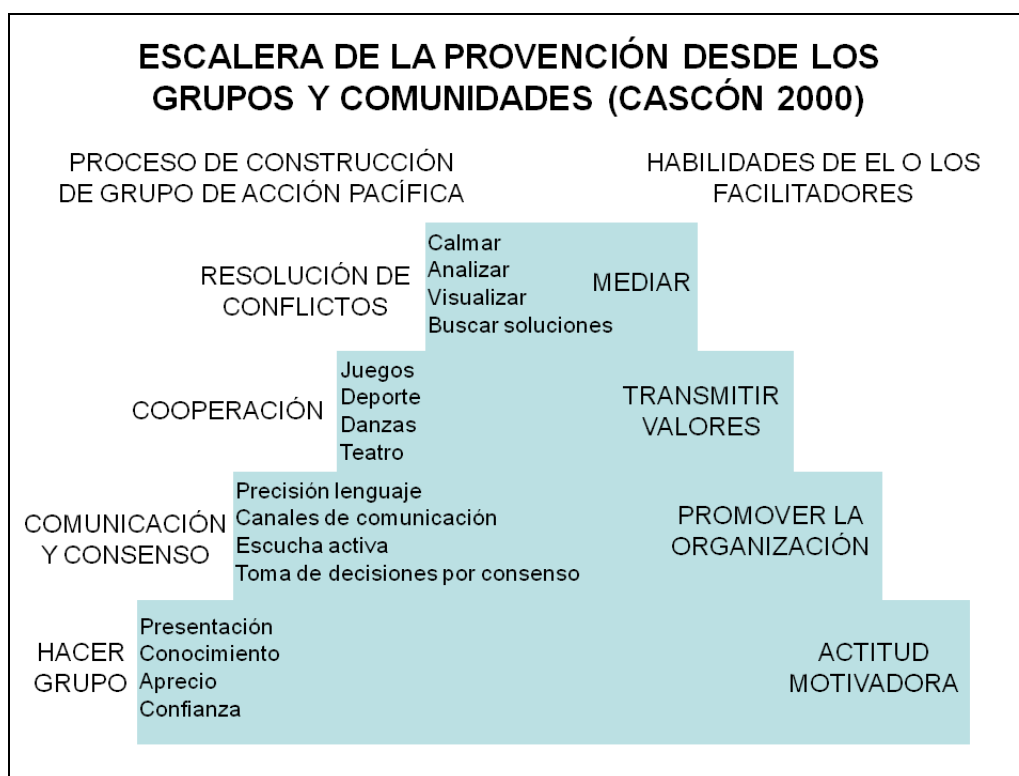 ESCALERA DE LA PROVENCIÓN DESDE LOS
GRUPOS Y COMUNIDADES (CASCÓN 2000)
PROCESO DE CONSTRUCCIÓN
DE GRUPO DE ACCIÓN PACÍFICA
HABILIDADES DE EL O LOS
FACILITADORES
RESOLUCIÓN DE
CONFLICTOS
Calmar
Analizar
Visualizar
Buscar soluciones
MEDIAR
COOPERACIÓN
Juegos
Deporte
Danzas
Teatro
TRANSMITIR
VALORES
COMUNICACIÓN
Y CONSENSO
Precisión lenguaje
Canales de comunicación
Escucha activa
Toma de decisiones por consenso
PROMOVER LA
ORGANIZACIÓN
HACER
GRUPO
Presentación
Conocimiento
Aprecio
Confianza
ACTITUD
MOTIVADORA